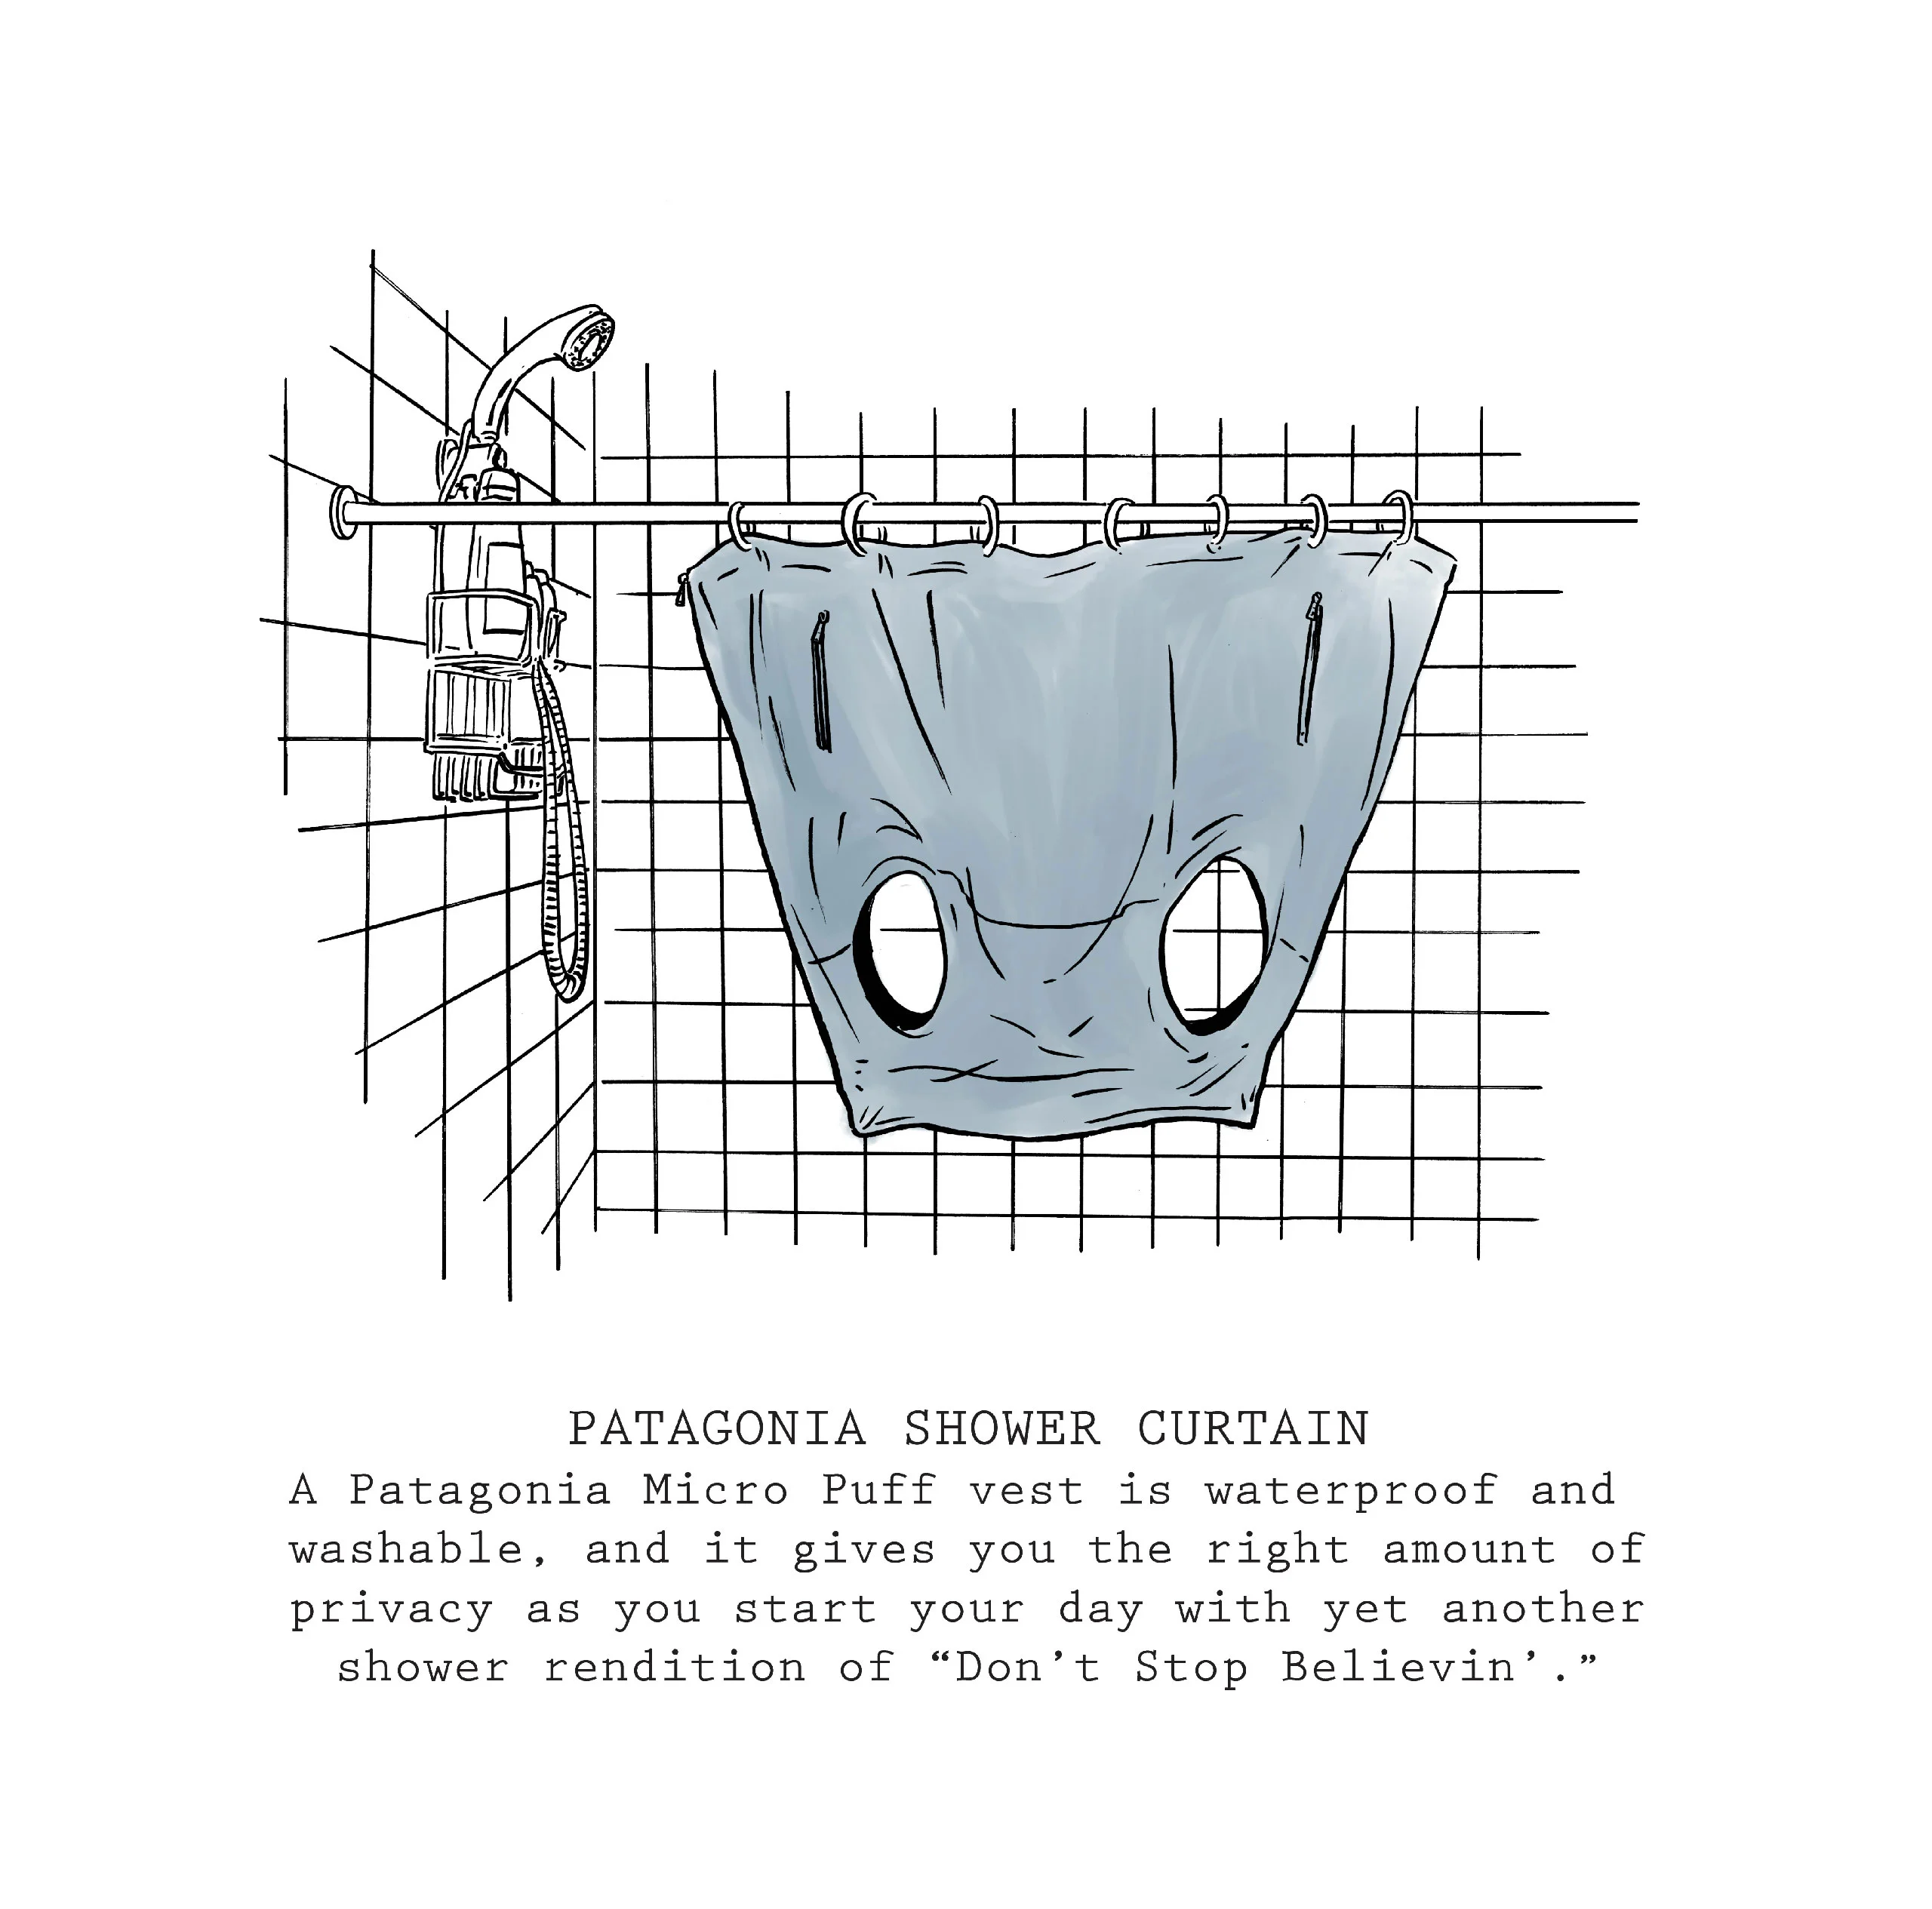 PATAGONIA SHOWER CURTAIN
A Patagonia Micro Puff vest is waterproof and
washable, and it gives you the right amount of
privacy as you start your day with yet another
shower rendition of “Don’t Stop Believin’.”